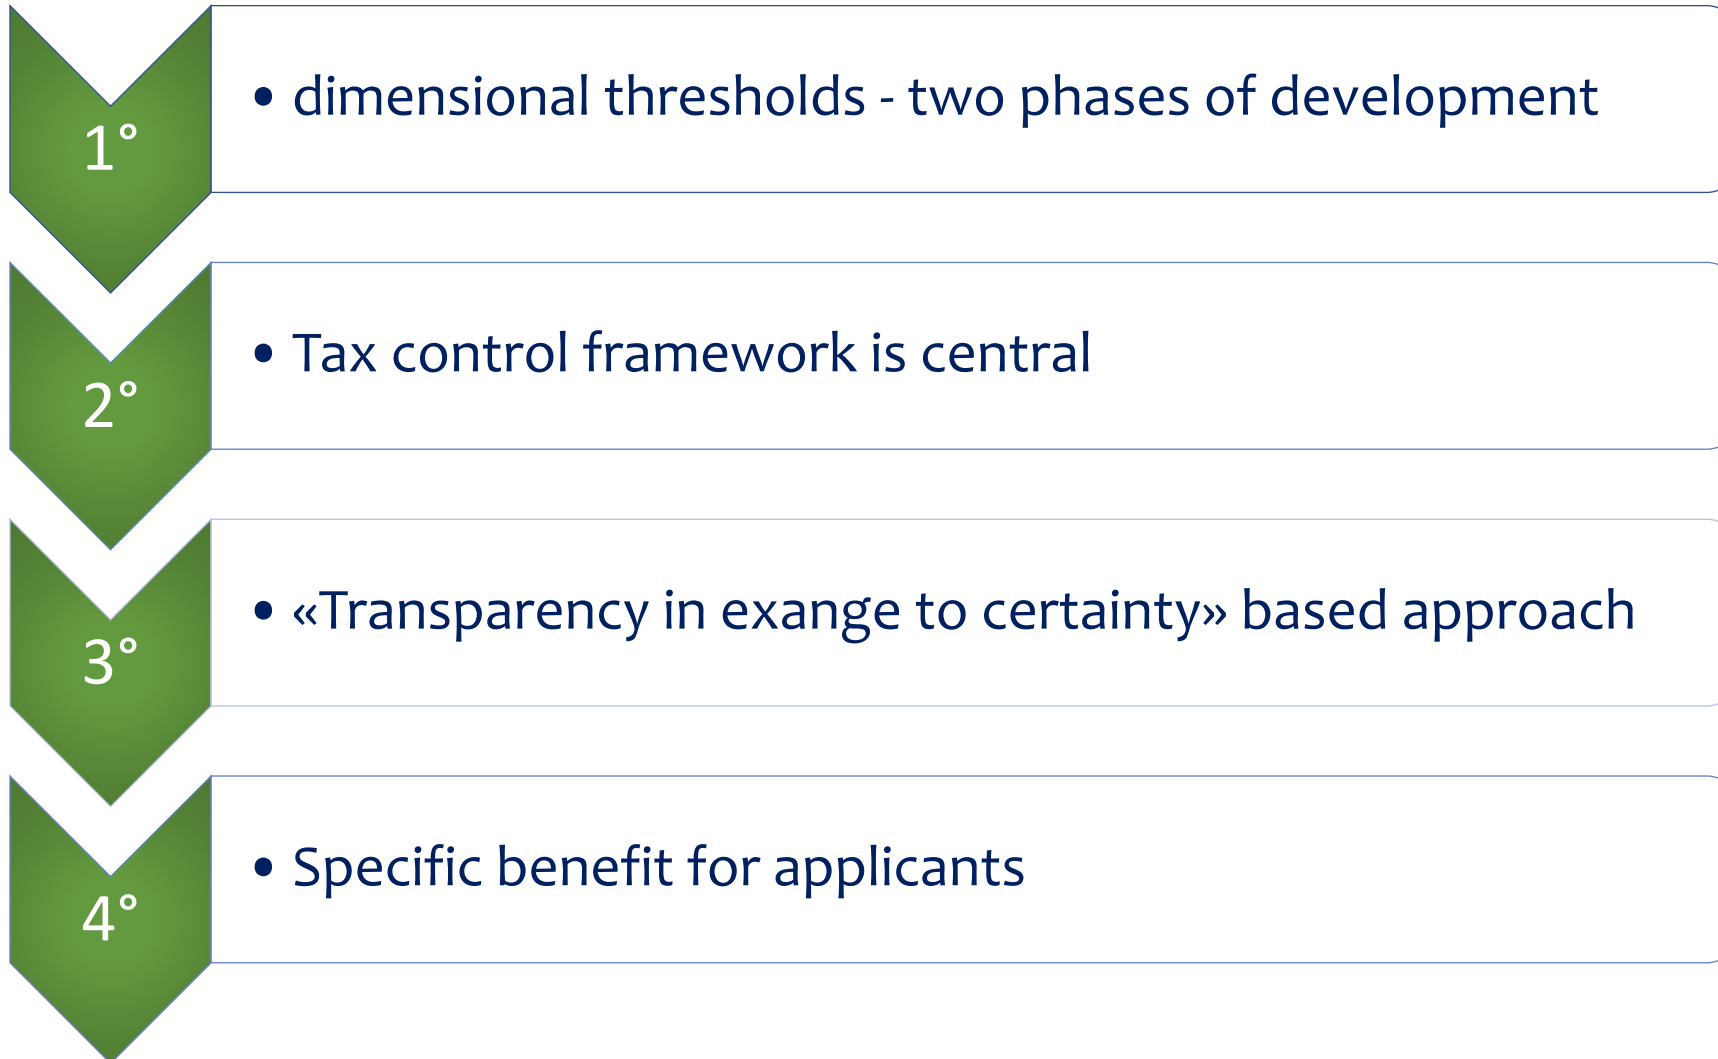 1°
• dimensional thresholds - two phases of development
2°
• Tax control framework is central
3°
• «Transparency in exange to certainty» based approach
4°
• Specific benefit for applicants